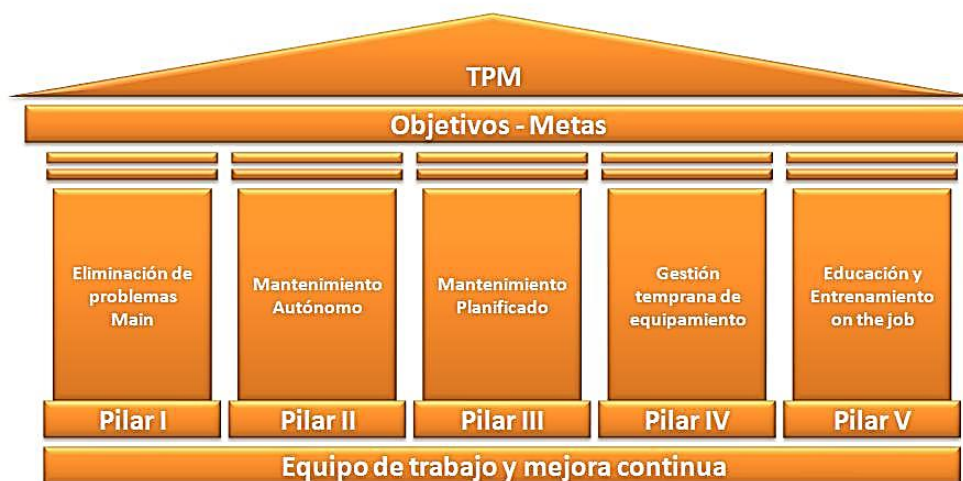 TPM
Objetivos - Metas
Eliminación de
problemas
Main
Mantenimiento
Autónomo
Mantenimiento
Planificado
Gestión
temprana de
equipamiento
Educación y
Entrenamiento
on the job
Pilar I
Pilar II
Pilar III
Pilar IV
Pilar V
Equipo de trabajo y mejora continua